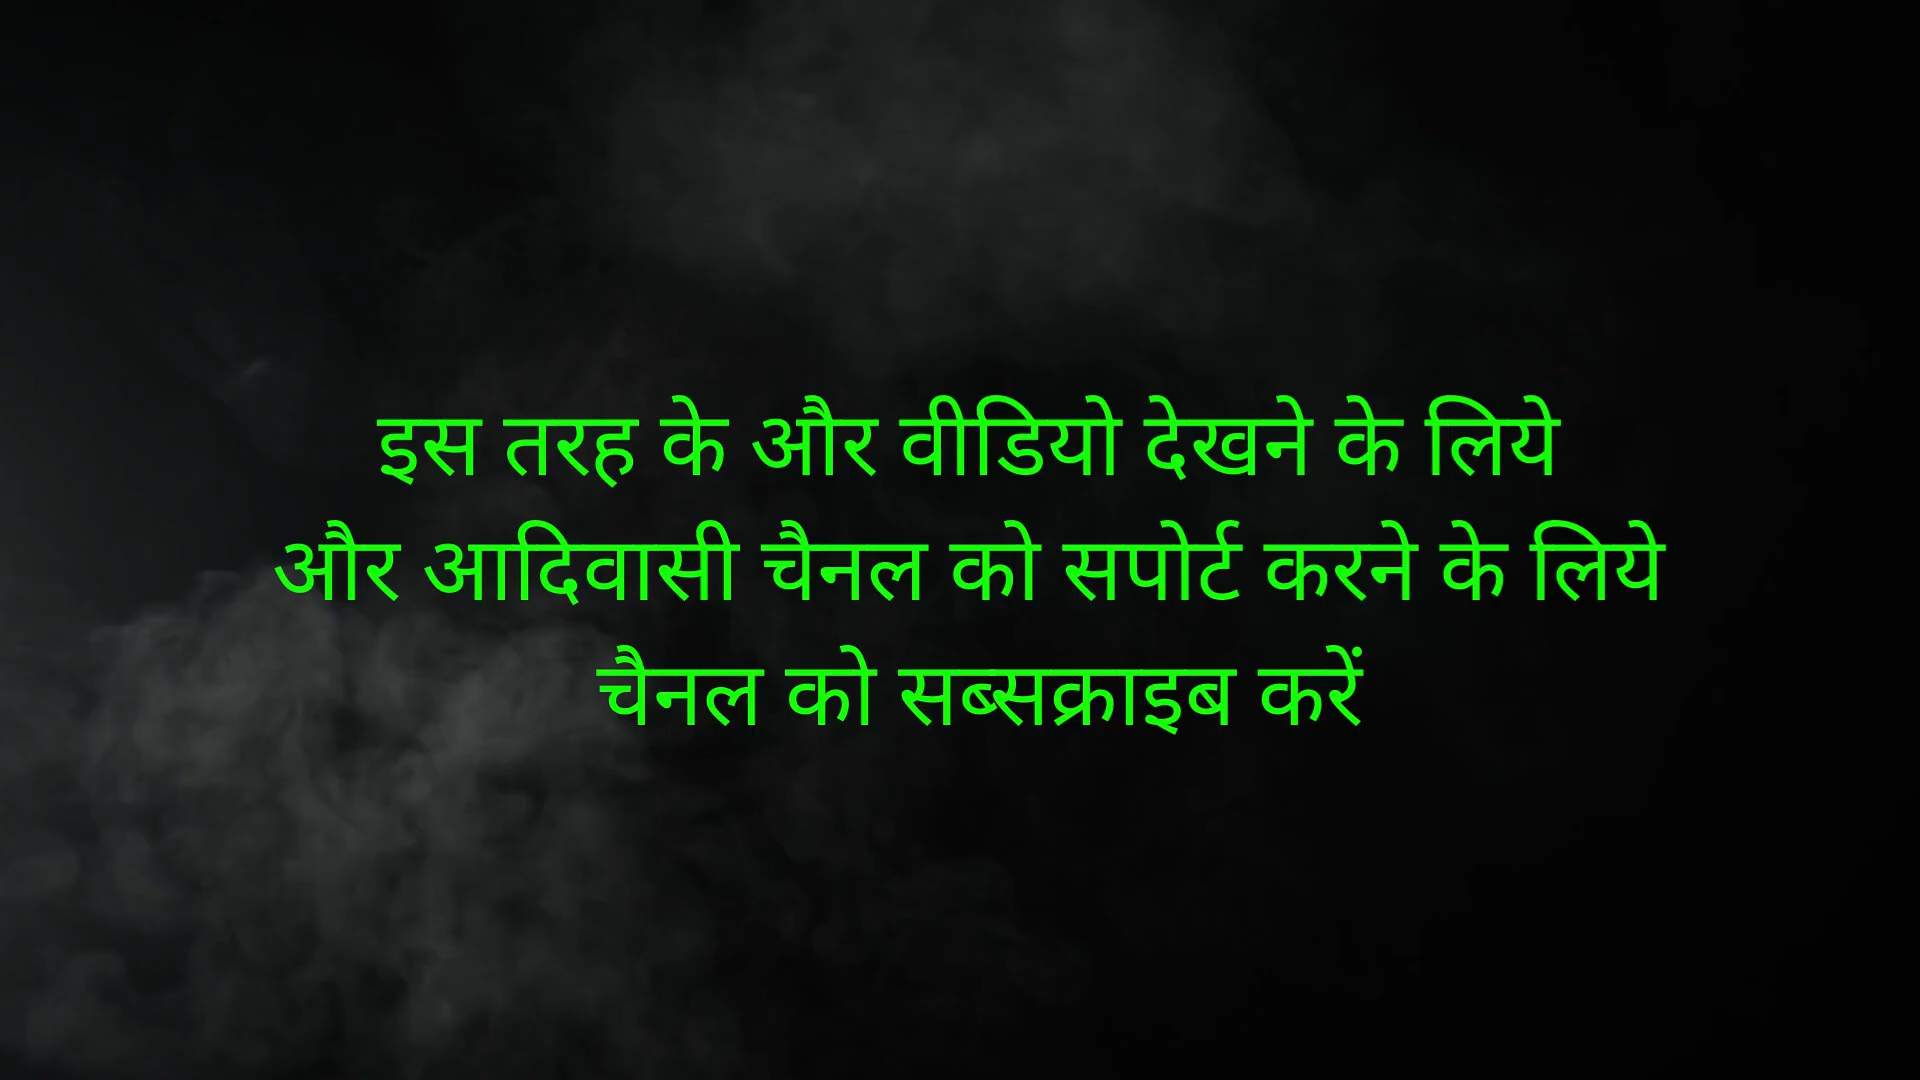 इस तरह के और वीडियो देखने के लिये
और आदिवासी चैनल को सपोर्ट करने के लिये
चैनल को सब्सक्राइब करें